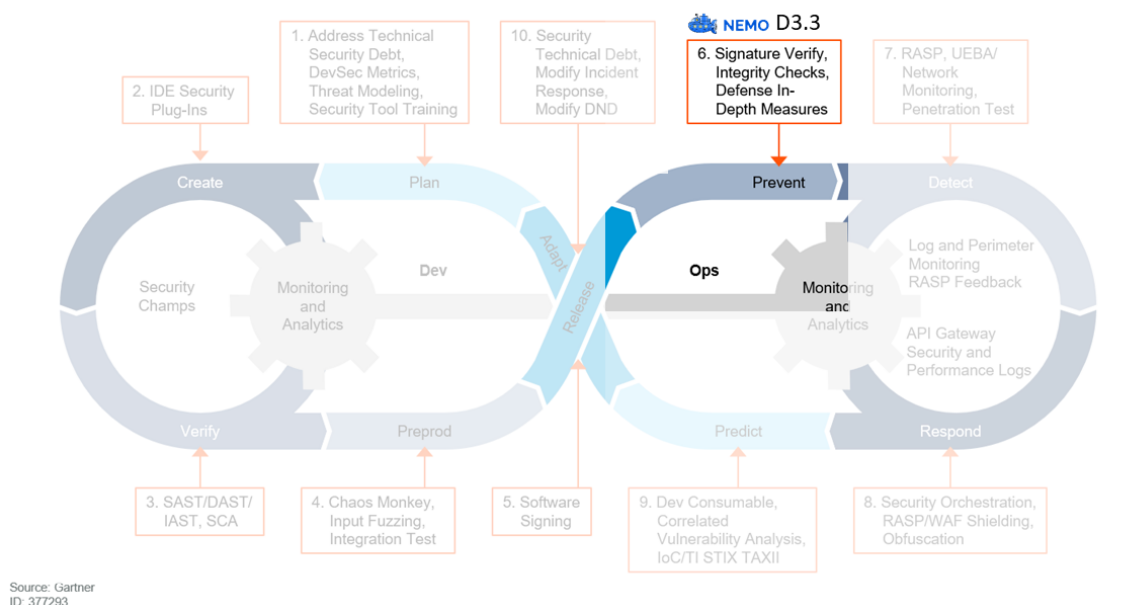 NEMO D3.3
1. Address Technical
Security Debt,
DevSec Metrics,
Threat Modeling,
Security Tool Training
10. Security
Technical Debt,
Modify Incident
Response,
Modify DND
6. Signature Verify,
Integrity Checks,
Defense In-
Depth Measures
7. RASP, UEBA/
Network
Monitoring,
Penetration Test
2. IDE Security
Plug-Ins
Create
Plan
Prevent
Detect
Adapt
Release
Dev
Ops
Security
Champs
Monitoring
and
Analytics
Monitoring
and
Analytics
Log and Perimeter
Monitoring
RASP Feedback
API Gateway
Security and
Performance Logs
Verify
Preprod
Predict
Respond
3. SAST/DAST/
IAST, SCA
4. Chaos Monkey,
Input Fuzzing,
Integration Test
5. Software
Signing
9. Dev Consumable,
Correlated
Vulnerability Analysis,
IoC/TI STIX TAXII
8. Security Orchestration,
RASP/WAF Shielding,
Obfuscation
Source: Gartner
ID: 377293